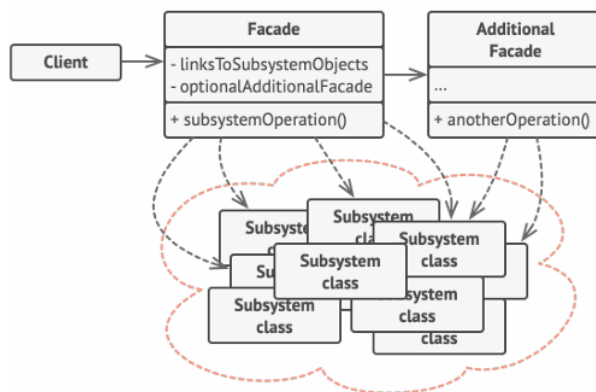 Client
Facade
- linksToSubsystemObjects
- optionalAdditionalFacade
+ subsystemOperation()
Additional
Facade
...
+ anotherOperation()
Subsystem
class
Subsystem
Subsystem
class
Subsystem
class
Subsystem
class
Subsystem
class
class